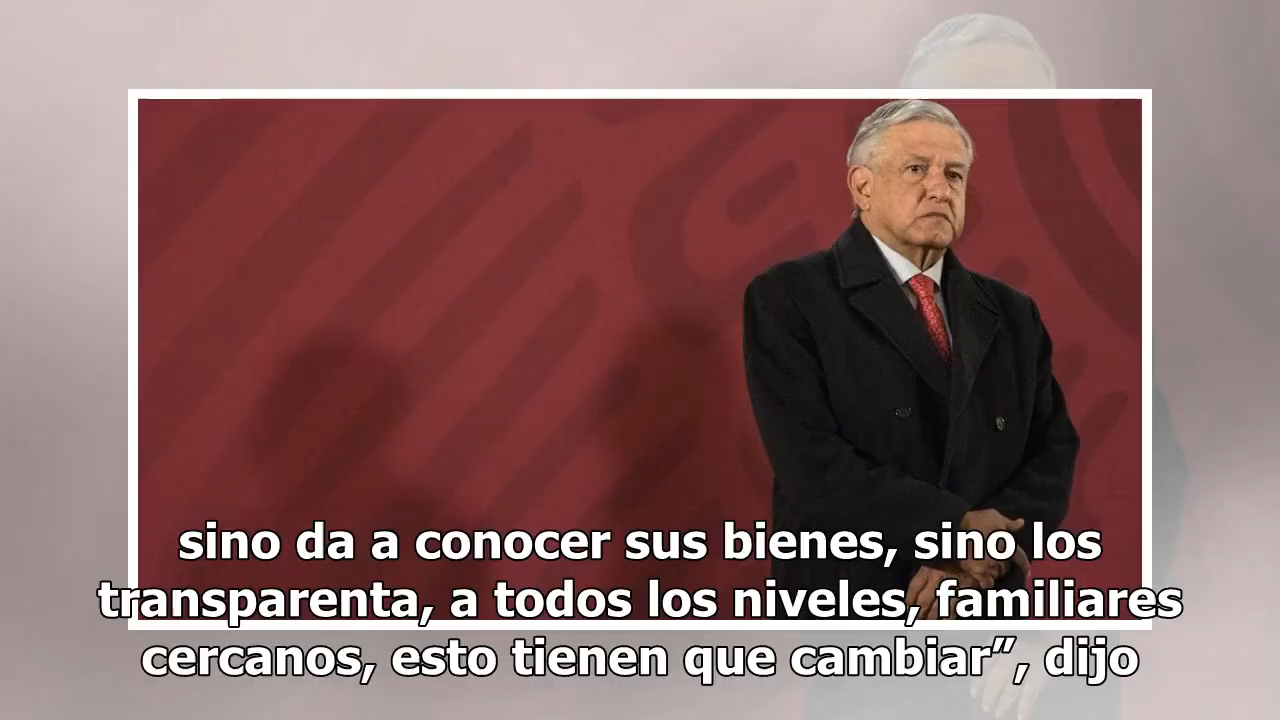 sino da a conocer sus bienes, sino los
transparenta, a todos los niveles, familiares
cercanos, esto tienen que cambiar”, dijo